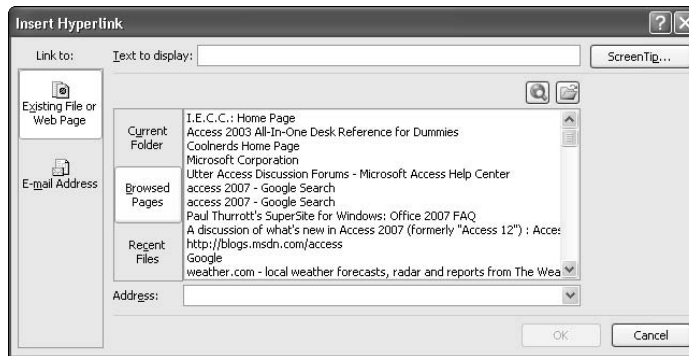 Insert Hyperlink
Link to:
Text to display:
ScreenTip...
Existing File or
Web Page
E-mail Address
Current
Folder
Browsed
Pages
Recent
Files
I.E.C.C.: Home Page
Access 2003 All-In-One Desk Reference for Dummies
Coolnerds Home Page
Microsoft Corporation
Utter Access Discussion Forums - Microsoft Access Help Center
access 2007 - Google Search
access 2007 - Google Search
Paul Thurrott's SuperSite for Windows: Office 2007 FAQ
A discussion of what's new in Access 2007 (formerly "Access 12") : Acces
http://blogs.msdn.com/access
Google
weather.com - local weather forecasts, radar and reports from The Wea
Address:
OK
Cancel